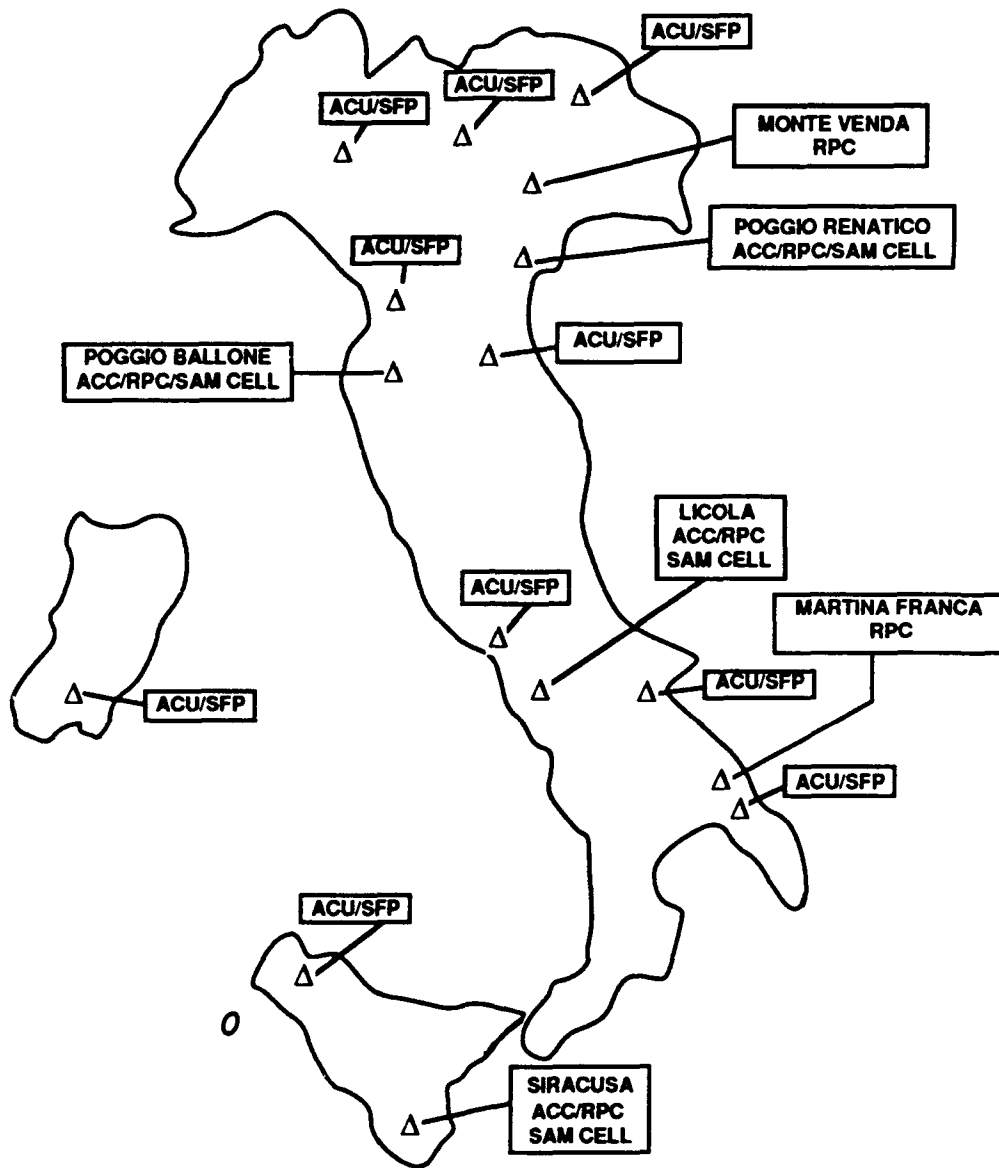 ACU/SFP
ACU/SFP
ACU/SFP
MONTE VENDA
RPC
POGGIO RENATICO
ACC/RPC/SAM CELL
ACU/SFP
ACU/SFP
POGGIO BALLONE
ACC/RPC/SAM CELL
LICOLA
ACC/RPC
SAM CELL
ACU/SFP
MARTINA FRANCA
RPC
ACU/SFP
ACU/SFP
ACU/SFP
ACU/SFP
SIRACUSA
ACC/RPC
SAM CELL